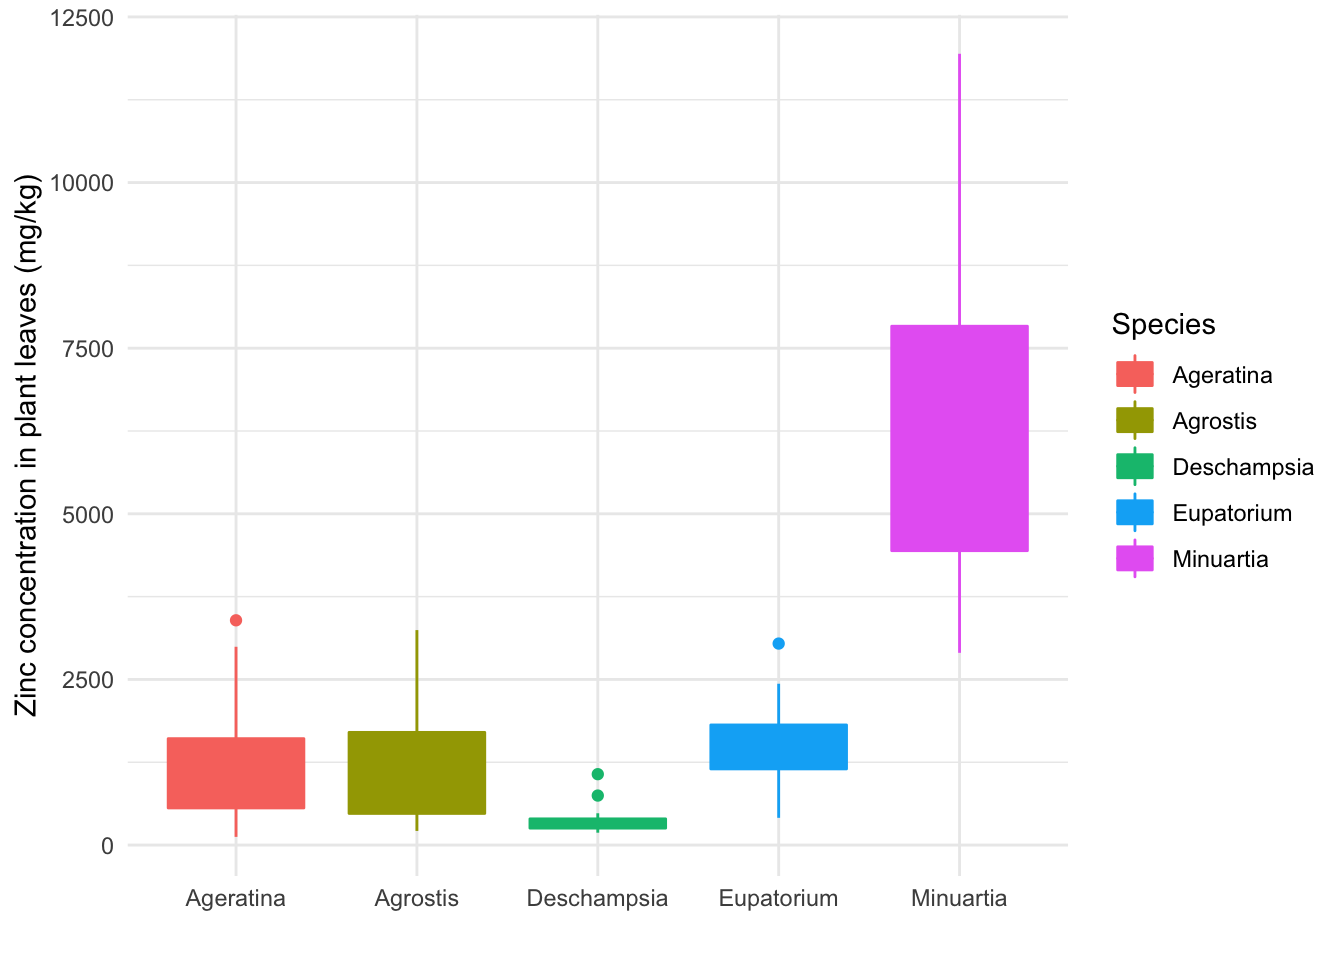 Zinc concentration in plant leaves (mg/kg)
12500
10000
7500
5000
2500
0
Ageratina
Agrostis
Deschampsia
Eupatorium
Minuartia
Species
Ageratina
Agrostis
Deschampsia
Eupatorium
Minuartia